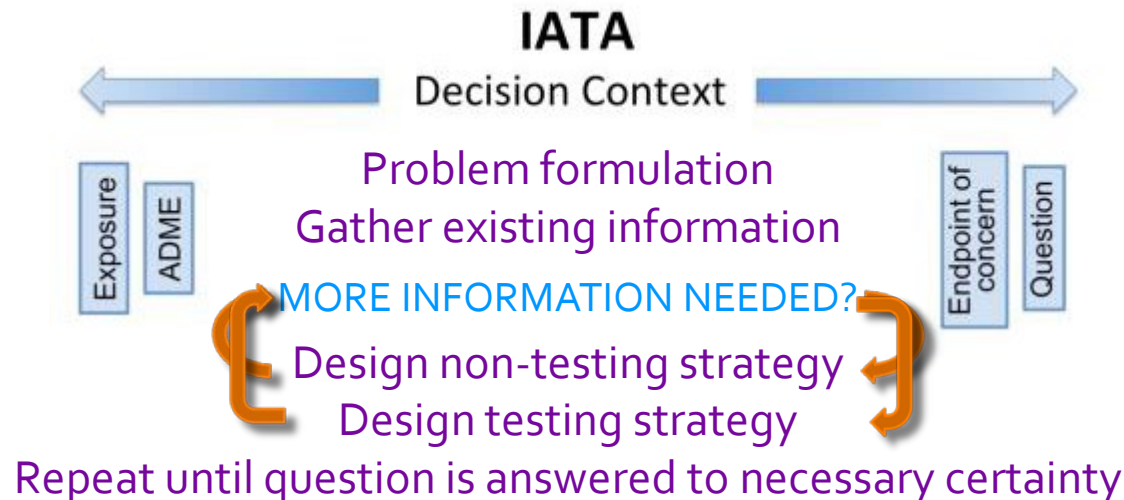 IATA
Decision Context
Exposure
ADME
Problem formulation
Gather existing information
MORE INFORMATION NEEDED?
Design non-testing strategy
Design testing strategy
Endpoint of
concern
Question
Repeat until question is answered to necessary certainty